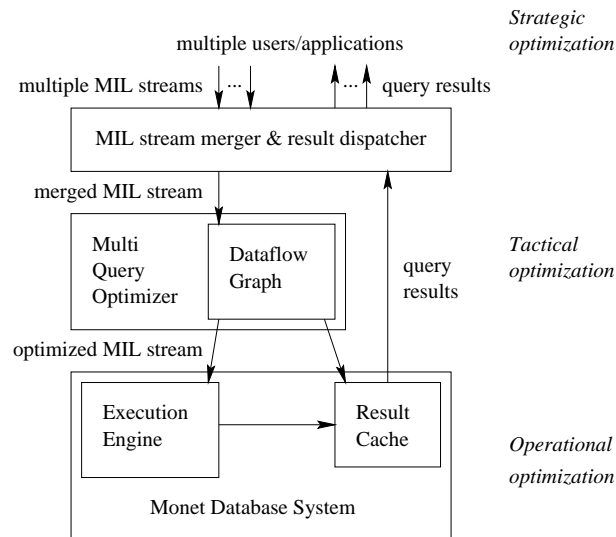 Strategic
optimization
multiple users/applications
multiple MIL streams
...
...
query results
MIL stream merger & result dispatcher
merged MIL stream
Multi
Query
Optimizer
Dataflow
Graph
query
results
Tactical
optimization
optimized MIL stream
Execution
Engine
Result
Cache
Operational
optimization
Monet Database System